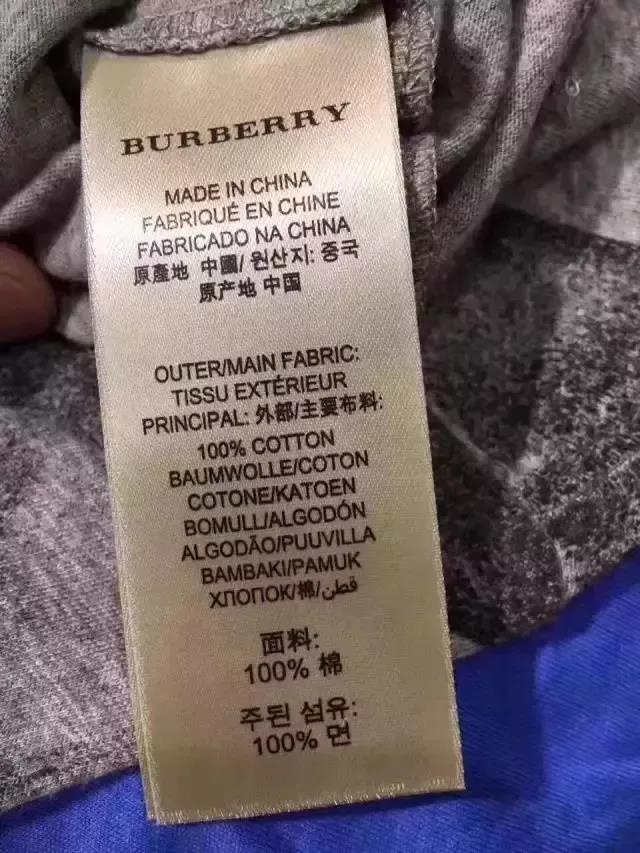 BURBERRY
MADE IN CHINA
FABRIQUÉ EN CHINE
FABRICADO NA CHINA
原產地 中國/ 원산지: 중국
原产地 中国
OUTER/MAIN FABRIC:
TISSU EXTÉRIEUR
PRINCIPAL: 外部/主要布料:
100% COTTON
BAUMWOLLE/COTON
COTONE/KATOEN
BOMULL/ALGODÓN
ALGODÃO/PUUVILLA
BAMBAKI/PAMUK
ХЛОПОК/棉/قطن
面料:
100% 棉
주된 섬유:
100% 면